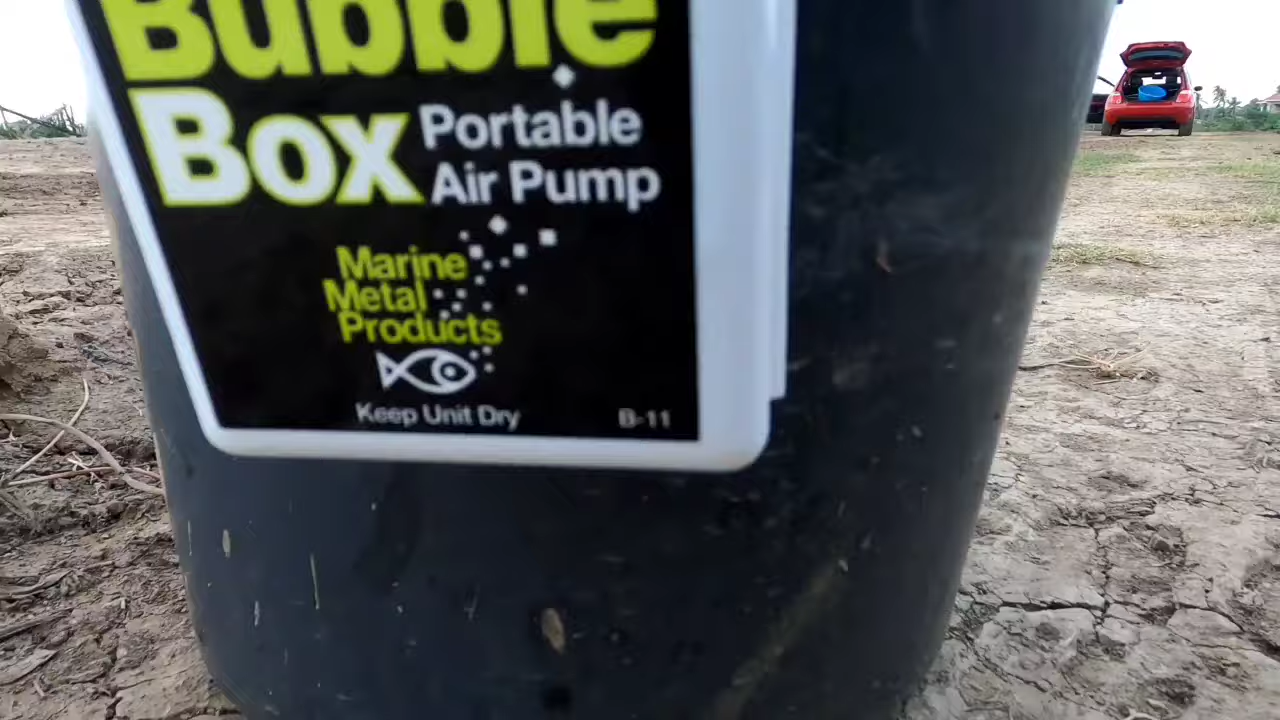 Bubble
Box Portable
Air Pump
Marine
Metal
Products
Keep Unit Dry
B-11